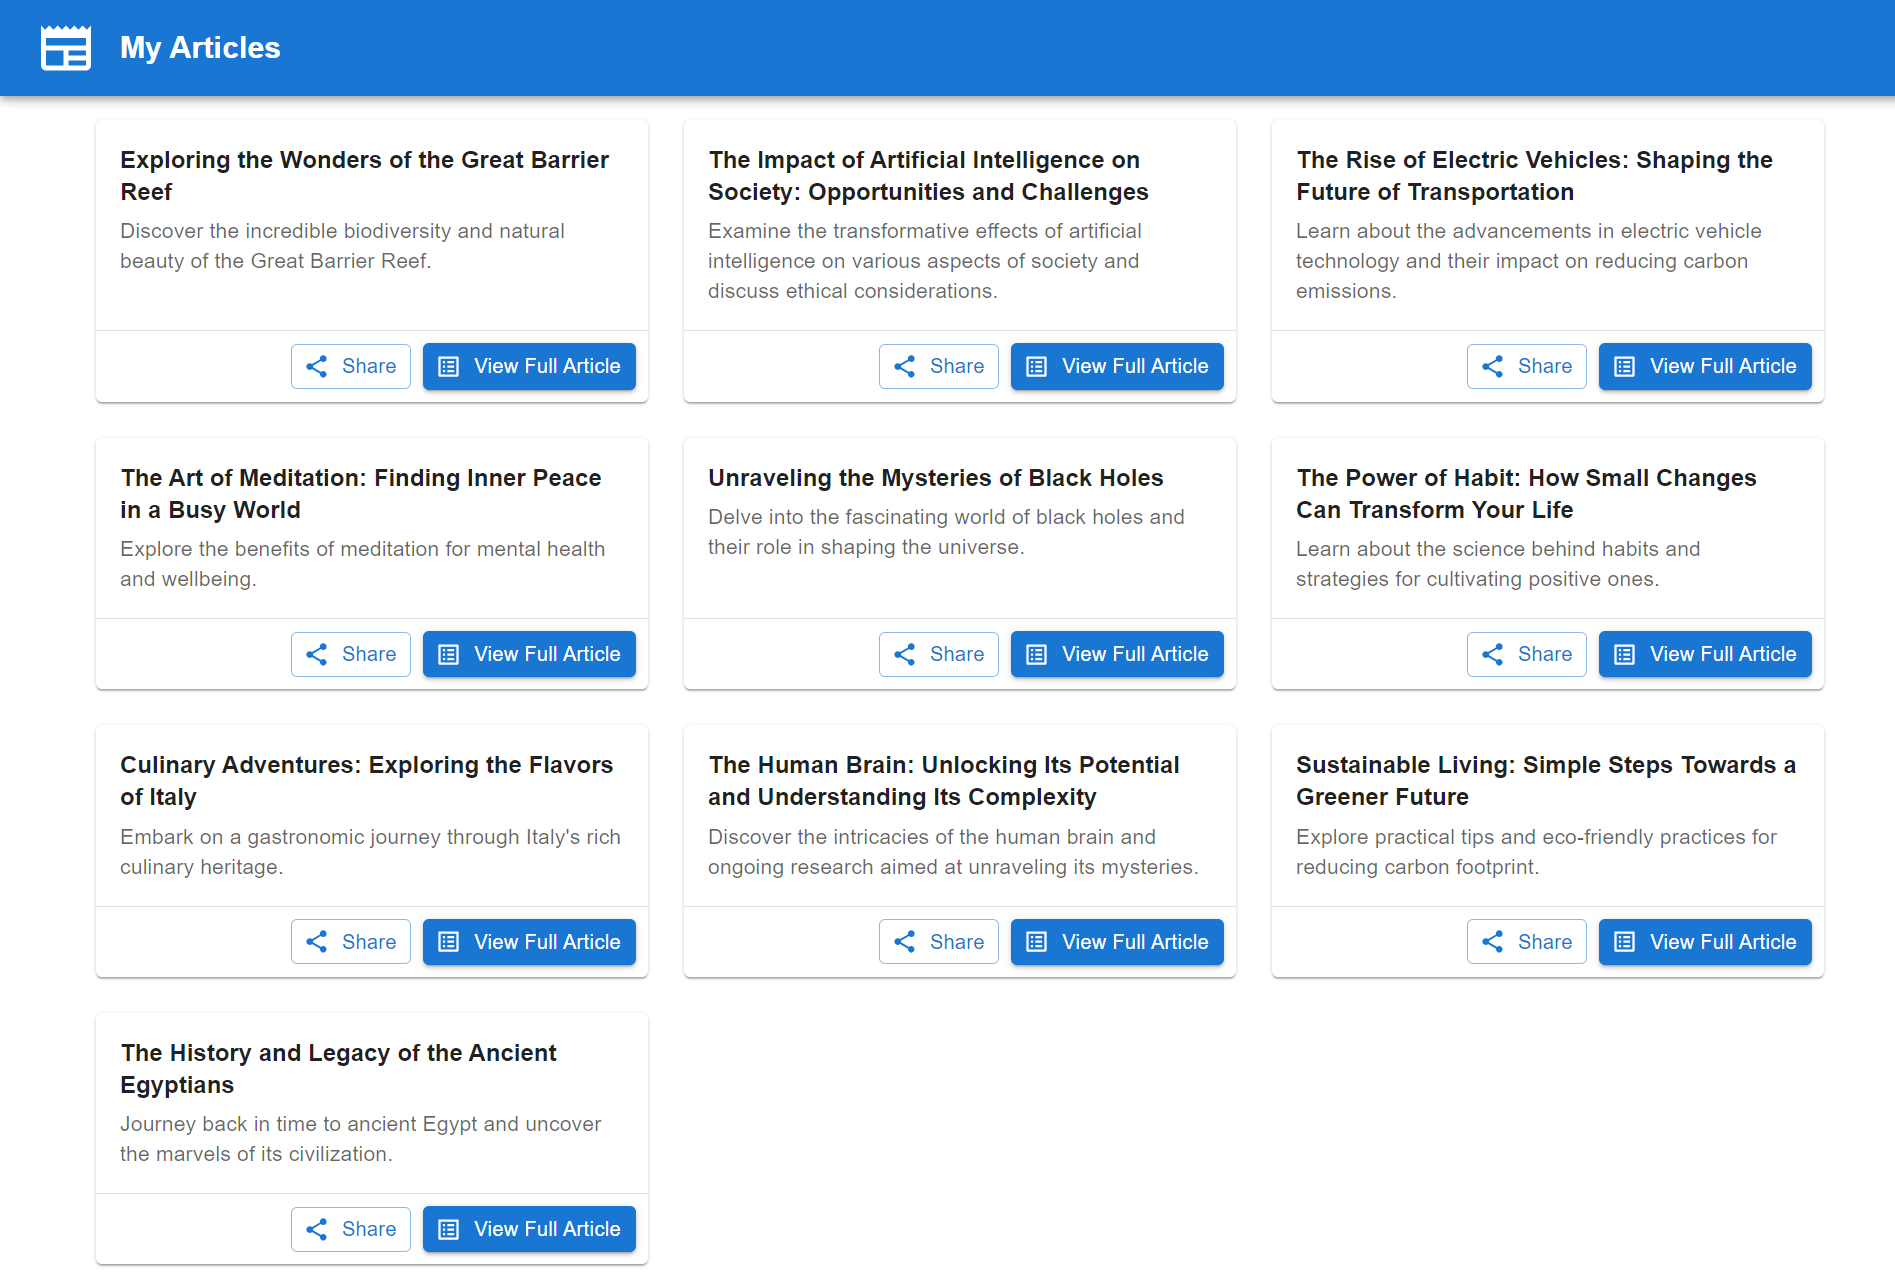 My Articles
Exploring the Wonders of the Great Barrier
Reef
Discover the incredible biodiversity and natural
beauty of the Great Barrier Reef.
Share
View Full Article
The Impact of Artificial Intelligence on
Society: Opportunities and Challenges
Examine the transformative effects of artificial
intelligence on various aspects of society and
discuss ethical considerations.
Share
View Full Article
The Rise of Electric Vehicles: Shaping the
Future of Transportation
Learn about the advancements in electric vehicle
technology and their impact on reducing carbon
emissions.
Share
View Full Article
The Art of Meditation: Finding Inner Peace
in a Busy World
Explore the benefits of meditation for mental health
and wellbeing.
Share
View Full Article
Unraveling the Mysteries of Black Holes
Delve into the fascinating world of black holes and
their role in shaping the universe.
Share
View Full Article
The Power of Habit: How Small Changes
Can Transform Your Life
Learn about the science behind habits and
strategies for cultivating positive ones.
Share
View Full Article
Culinary Adventures: Exploring the Flavors
of Italy
Embark on a gastronomic journey through Italy's rich
culinary heritage.
Share
View Full Article
The Human Brain: Unlocking Its Potential
and Understanding Its Complexity
Discover the intricacies of the human brain and
ongoing research aimed at unraveling its mysteries.
Share
View Full Article
Sustainable Living: Simple Steps Towards a
Greener Future
Explore practical tips and eco-friendly practices for
reducing carbon footprint.
Share
View Full Article
The History and Legacy of the Ancient
Egyptians
Journey back in time to ancient Egypt and uncover
the marvels of its civilization.
Share
View Full Article